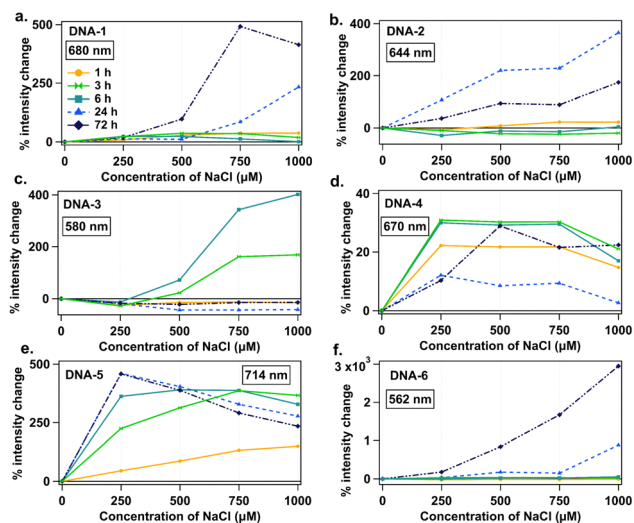 a.
DNA-1
680 nm
1 h
3 h
6 h
24 h
72 h
% intensity change
500
250
0
0 250 500 750 1000
Concentration of NaCl (µM)
b.
DNA-2
644 nm
% intensity change
400
200
0
0 250 500 750 1000
Concentration of NaCl (µM)
c.
DNA-3
580 nm
% intensity change
400
200
0
0 250 500 750 1000
Concentration of NaCl (µM)
d.
DNA-4
670 nm
% intensity change
40
20
0
0 250 500 750 1000
Concentration of NaCl (µM)
e.
DNA-5
714 nm
% intensity change
500
250
0
0 250 500 750 1000
Concentration of NaCl (µM)
f.
DNA-6
562 nm
% intensity change
3 x10³
2
1
0
0 250 500 750 1000
Concentration of NaCl (µM)